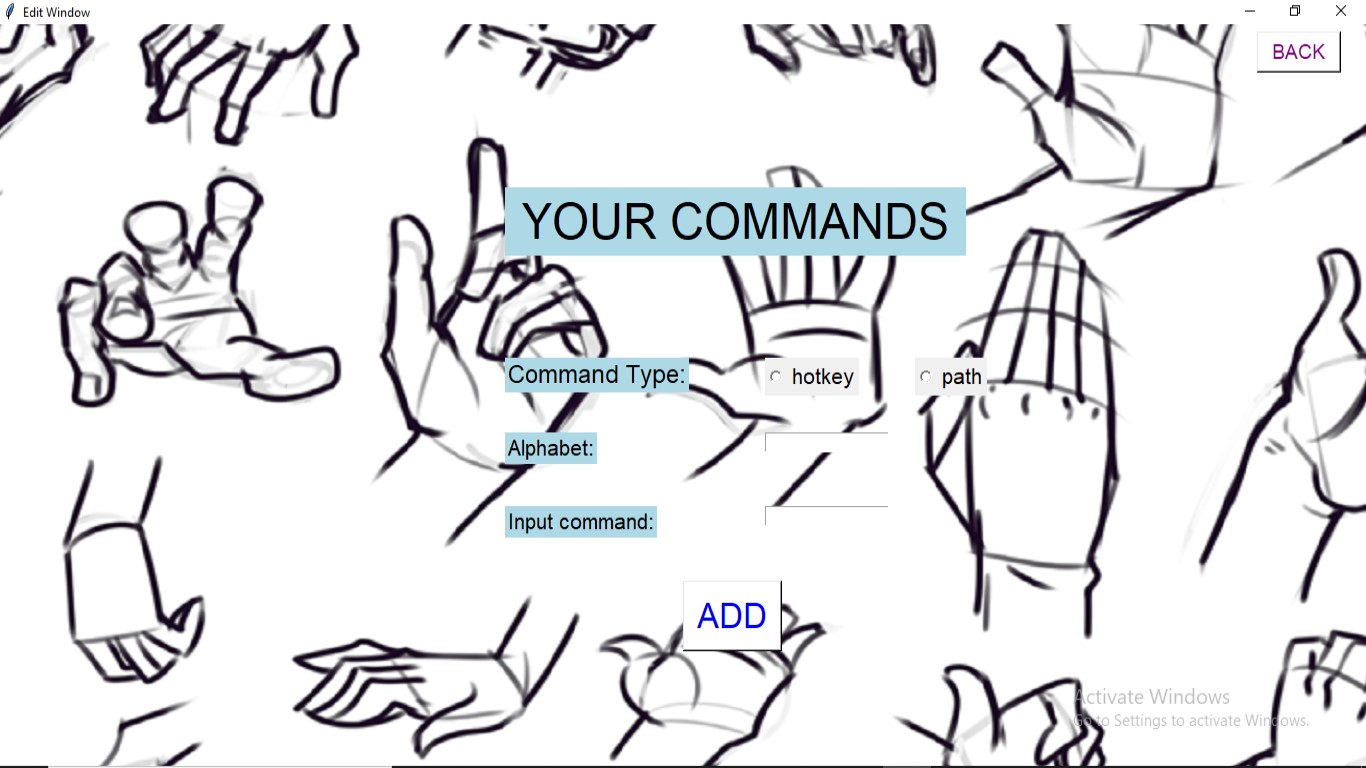 Edit Window
BACK
YOUR COMMANDS
Command Type:
hotkey
path
Alphabet:
Input command:
ADD
Activate Windows
Go to Settings to activate Windows.